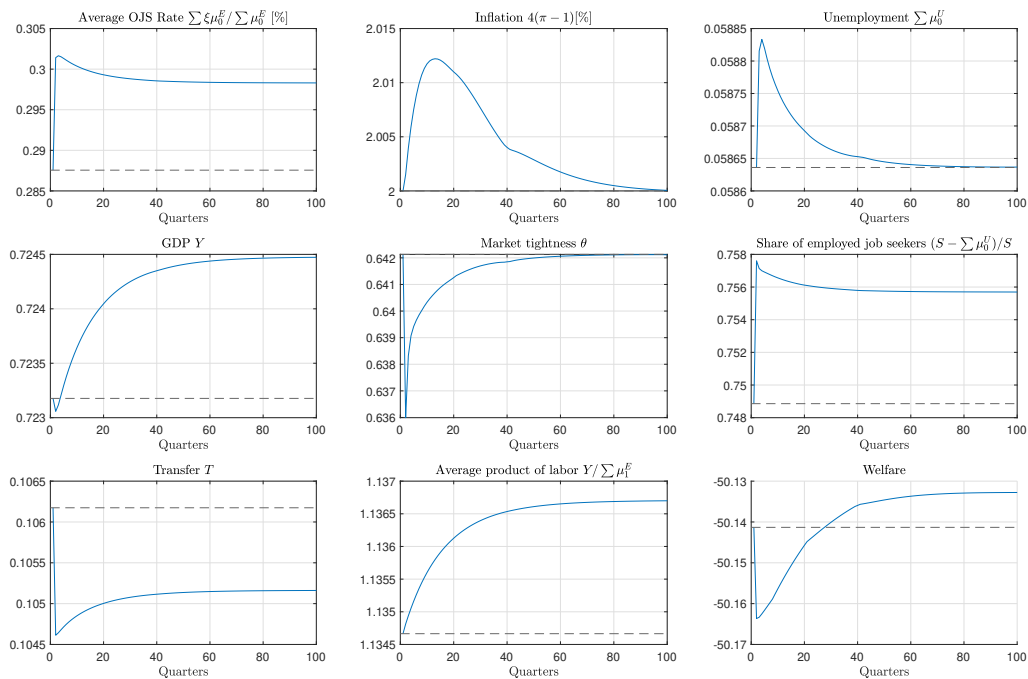 Average OJS Rate ∑ ξμ₀ᴱ/ ∑ μ₀ᴱ [%]
0.305
0.3
0.295
0.29
0.285
0 20 40 60 80 100
Quarters
Inflation 4(π − 1)[%]
2.015
2.01
2.005
2
0 20 40 60 80 100
Quarters
Unemployment ∑ μ₀ᵁ
0.05885
0.0588
0.05875
0.0587
0.05865
0.0586
0 20 40 60 80 100
Quarters
GDP Y
0.7245
0.724
0.7235
0.723
0 20 40 60 80 100
Quarters
Market tightness θ
0.642
0.641
0.64
0.639
0.638
0.637
0.636
0 20 40 60 80 100
Quarters
Share of employed job seekers (S − ∑ μ₀ᵁ)/S
0.758
0.756
0.754
0.752
0.75
0.748
0 20 40 60 80 100
Quarters
Transfer T
0.1065
0.106
0.1055
0.105
0.1045
0 20 40 60 80 100
Quarters
Average product of labor Y/ ∑ μ₁ᴱ
1.137
1.1365
1.136
1.1355
1.135
1.1345
0 20 40 60 80 100
Quarters
Welfare
-50.13
-50.14
-50.15
-50.16
-50.17
0 20 40 60 80 100
Quarters